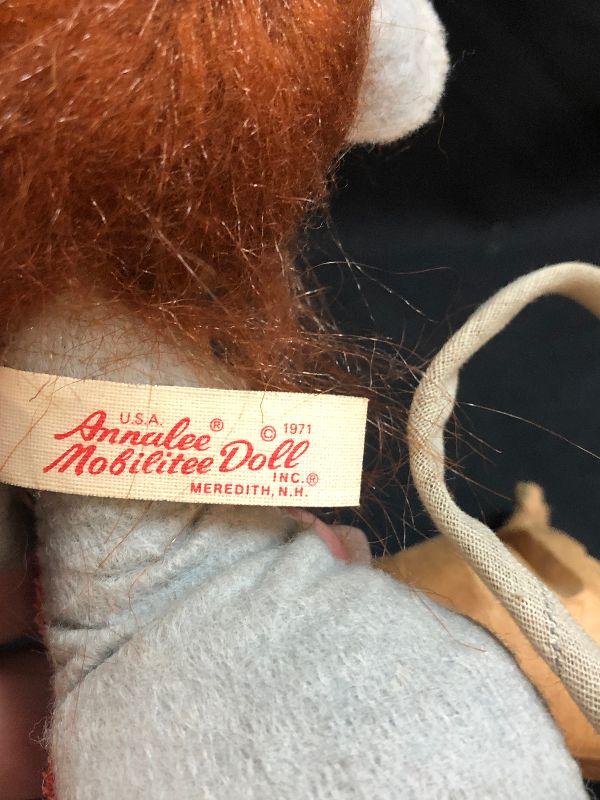 U.S.A.
Annalee® © 1971
Mobilitee Doll
INC.®
MEREDITH, N.H.